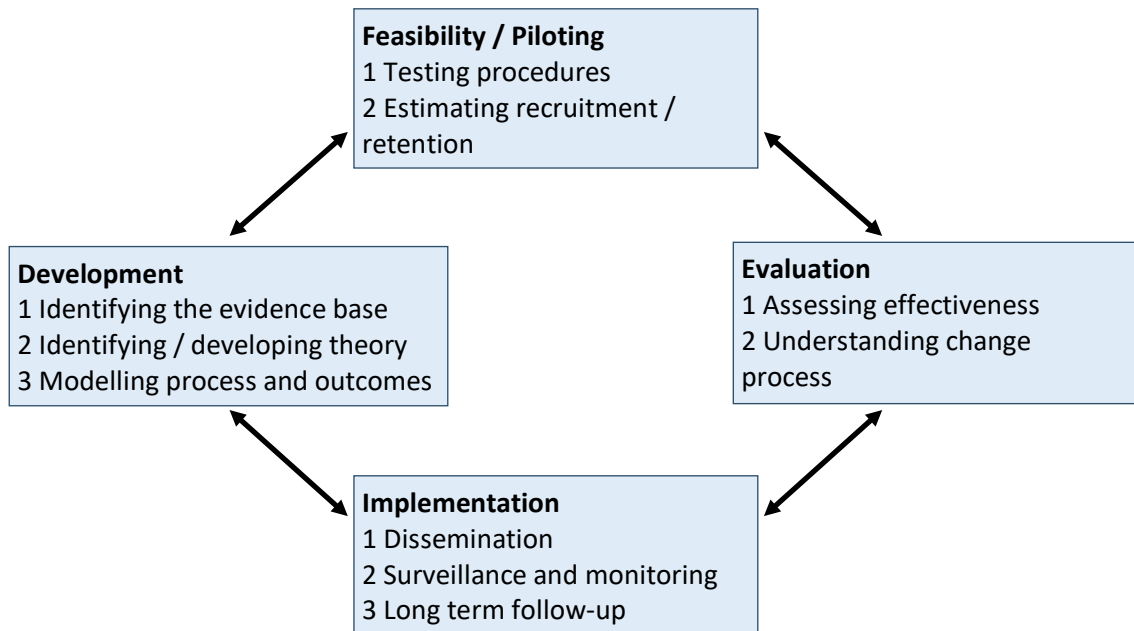 Feasibility / Piloting
1 Testing procedures
2 Estimating recruitment /
retention
Development
1 Identifying the evidence base
2 Identifying / developing theory
3 Modelling process and outcomes
Evaluation
1 Assessing effectiveness
2 Understanding change
process
Implementation
1 Dissemination
2 Surveillance and monitoring
3 Long term follow-up